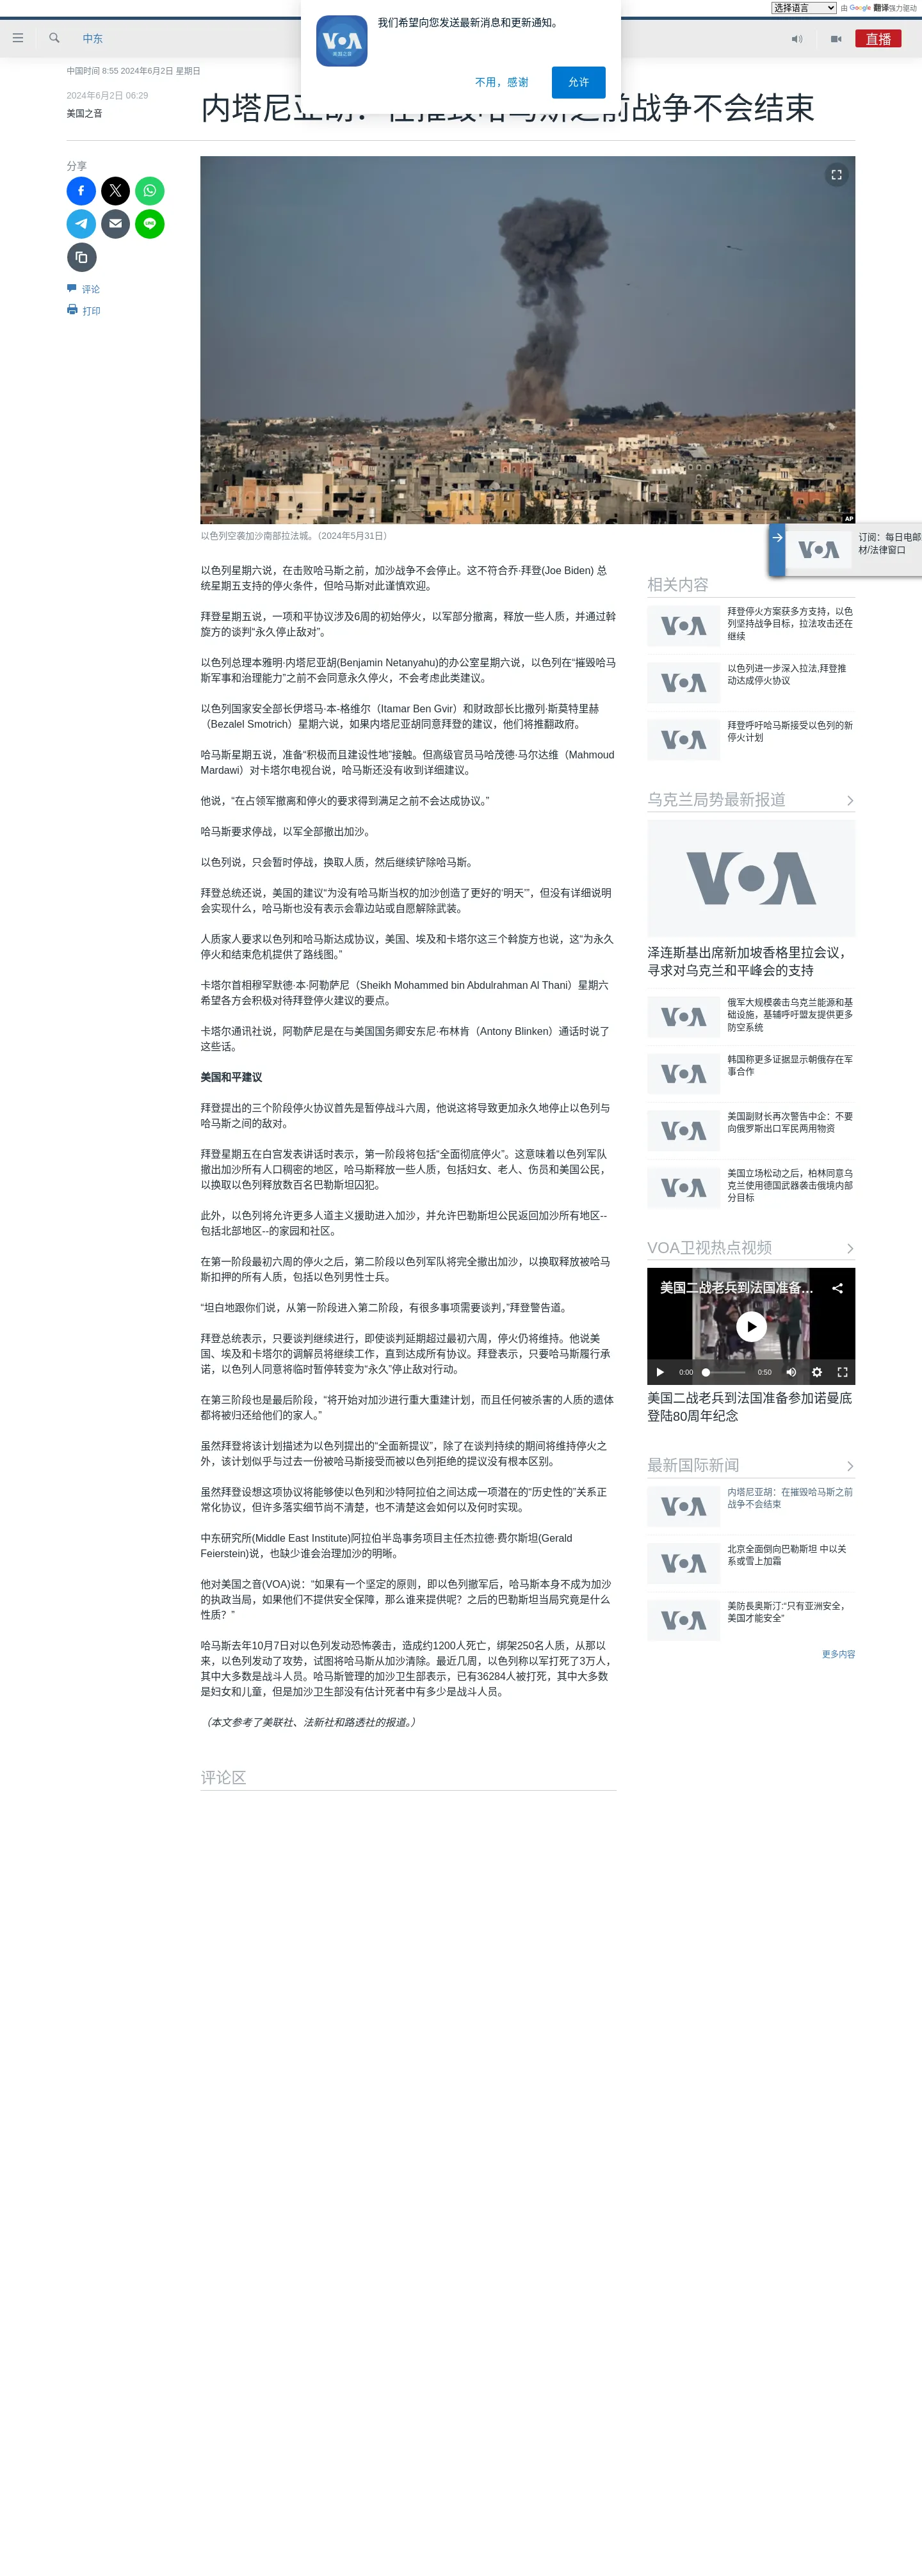 选择语言
由 Google 翻译强力驱动
我们希望向您发送最新消息和更新通知。
VOA
美国之音
不用，感谢
允许
中东
直播
中国时间 8:55 2024年6月2日 星期日
2024年6月2日 06:29
美国之音
内塔尼亚胡：在摧毁哈马斯之前战争不会结束
分享
评论
打印
AP
以色列空袭加沙南部拉法城。（2024年5月31日）
订阅：每日电邮
材/法律窗口
VOA
以色列星期六说，在击败哈马斯之前，加沙战争不会停止。这不符合乔·拜登(Joe Biden) 总
统星期五支持的停火条件，但哈马斯对此谨慎欢迎。
拜登星期五说，一项和平协议涉及6周的初始停火，以军部分撤离，释放一些人质，并通过斡
旋方的谈判“永久停止敌对”。
以色列总理本雅明·内塔尼亚胡(Benjamin Netanyahu)的办公室星期六说，以色列在“摧毁哈马
斯军事和治理能力”之前不会同意永久停火，不会考虑此类建议。
以色列国家安全部长伊塔马·本-格维尔（Itamar Ben Gvir）和财政部长比撒列·斯莫特里赫
（Bezalel Smotrich）星期六说，如果内塔尼亚胡同意拜登的建议，他们将推翻政府。
哈马斯星期五说，准备“积极而且建设性地”接触。但高级官员马哈茂德·马尔达维（Mahmoud
Mardawi）对卡塔尔电视台说，哈马斯还没有收到详细建议。
他说，“在占领军撤离和停火的要求得到满足之前不会达成协议。”
哈马斯要求停战，以军全部撤出加沙。
以色列说，只会暂时停战，换取人质，然后继续铲除哈马斯。
拜登总统还说，美国的建议“为没有哈马斯当权的加沙创造了更好的‘明天’”，但没有详细说明
会实现什么，哈马斯也没有表示会靠边站或自愿解除武装。
人质家人要求以色列和哈马斯达成协议，美国、埃及和卡塔尔这三个斡旋方也说，这“为永久
停火和结束危机提供了路线图。”
卡塔尔首相穆罕默德·本·阿勒萨尼（Sheikh Mohammed bin Abdulrahman Al Thani）星期六
希望各方会积极对待拜登停火建议的要点。
卡塔尔通讯社说，阿勒萨尼是在与美国国务卿安东尼·布林肯（Antony Blinken）通话时说了
这些话。
美国和平建议
拜登提出的三个阶段停火协议首先是暂停战斗六周，他说这将导致更加永久地停止以色列与
哈马斯之间的敌对。
拜登星期五在白宫发表讲话时表示，第一阶段将包括“全面彻底停火”。这意味着以色列军队
撤出加沙所有人口稠密的地区，哈马斯释放一些人质，包括妇女、老人、伤员和美国公民，
以换取以色列释放数百名巴勒斯坦囚犯。
此外，以色列将允许更多人道主义援助进入加沙，并允许巴勒斯坦公民返回加沙所有地区--
包括北部地区--的家园和社区。
在第一阶段最初六周的停火之后，第二阶段以色列军队将完全撤出加沙，以换取释放被哈马
斯扣押的所有人质，包括以色列男性士兵。
“坦白地跟你们说，从第一阶段进入第二阶段，有很多事项需要谈判，”拜登警告道。
拜登总统表示，只要谈判继续进行，即使谈判延期超过最初六周，停火仍将维持。他说美
国、埃及和卡塔尔的调解员将继续工作，直到达成所有协议。拜登表示，只要哈马斯履行承
诺，以色列人同意将临时暂停转变为“永久”停止敌对行动。
在第三阶段也是最后阶段，“将开始对加沙进行重大重建计划，而且任何被杀害的人质的遗体
都将被归还给他们的家人。”
虽然拜登将该计划描述为以色列提出的“全面新提议”，除了在谈判持续的期间将维持停火之
外，该计划似乎与过去一份被哈马斯接受而被以色列拒绝的提议没有根本区别。
虽然拜登设想这项协议将能够使以色列和沙特阿拉伯之间达成一项潜在的“历史性的”关系正
常化协议，但许多落实细节尚不清楚，也不清楚这会如何以及何时实现。
中东研究所(Middle East Institute)阿拉伯半岛事务项目主任杰拉德·费尔斯坦(Gerald
Feierstein)说，也缺少谁会治理加沙的明晰。
他对美国之音(VOA)说：“如果有一个坚定的原则，即以色列撤军后，哈马斯本身不成为加沙
的执政当局，如果他们不提供安全保障，那么谁来提供呢？之后的巴勒斯坦当局究竟是什么
性质？”
哈马斯去年10月7日对以色列发动恐怖袭击，造成约1200人死亡，绑架250名人质，从那以
来，以色列发动了攻势，试图将哈马斯从加沙清除。最近几周，以色列称以军打死了3万人，
其中大多数是战斗人员。哈马斯管理的加沙卫生部表示，已有36284人被打死，其中大多数
是妇女和儿童，但是加沙卫生部没有估计死者中有多少是战斗人员。
（本文参考了美联社、法新社和路透社的报道。）
评论区
相关内容
VOA
拜登停火方案获多方支持，以色
列坚持战争目标，拉法攻击还在
继续
VOA
以色列进一步深入拉法,拜登推
动达成停火协议
VOA
拜登呼吁哈马斯接受以色列的新
停火计划
乌克兰局势最新报道
VOA
泽连斯基出席新加坡香格里拉会议，
寻求对乌克兰和平峰会的支持
VOA
俄军大规模袭击乌克兰能源和基
础设施，基辅呼吁盟友提供更多
防空系统
VOA
韩国称更多证据显示朝俄存在军
事合作
VOA
美国副财长再次警告中企：不要
向俄罗斯出口军民两用物资
VOA
美国立场松动之后，柏林同意乌
克兰使用德国武器袭击俄境内部
分目标
VOA卫视热点视频
美国二战老兵到法国准备...
0:00
0:50
美国二战老兵到法国准备参加诺曼底
登陆80周年纪念
最新国际新闻
VOA
内塔尼亚胡：在摧毁哈马斯之前
战争不会结束
VOA
北京全面倒向巴勒斯坦 中以关
系或雪上加霜
VOA
美防長奥斯汀:“只有亚洲安全，
美国才能安全”
更多内容